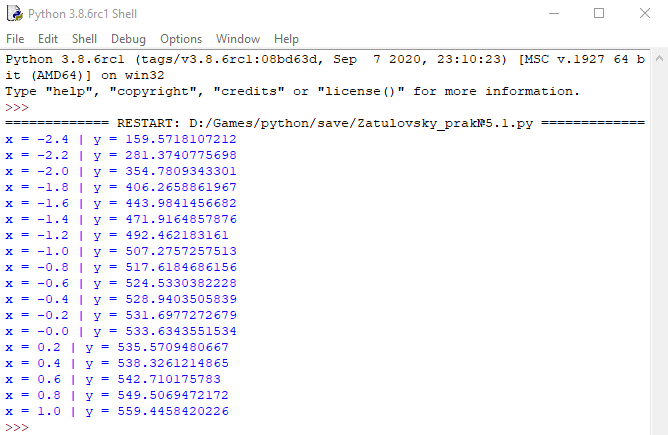 Python 3.8.6rc1 Shell
File Edit Shell Debug Options Window Help
Python 3.8.6rc1 (tags/v3.8.6rc1:08bd63d, Sep  7 2020, 23:10:23) [MSC v.1927 64 b
it (AMD64)] on win32
Type "help", "copyright", "credits" or "license()" for more information.
>>>
============= RESTART: D:/Games/python/save/Zatulovsky_prak№5.1.py =============
x = -2.4 | y = 159.5718107212
x = -2.2 | y = 281.3740775698
x = -2.0 | y = 354.7809343301
x = -1.8 | y = 406.2658861967
x = -1.6 | y = 443.9841456682
x = -1.4 | y = 471.9164857876
x = -1.2 | y = 492.462183161
x = -1.0 | y = 507.2757257513
x = -0.8 | y = 517.6184686156
x = -0.6 | y = 524.5330382228
x = -0.4 | y = 528.9403505839
x = -0.2 | y = 531.6977272679
x = -0.0 | y = 533.6343551534
x = 0.2 | y = 535.5709480667
x = 0.4 | y = 538.3261214865
x = 0.6 | y = 542.710175783
x = 0.8 | y = 549.5069472172
x = 1.0 | y = 559.4458420226
>>>